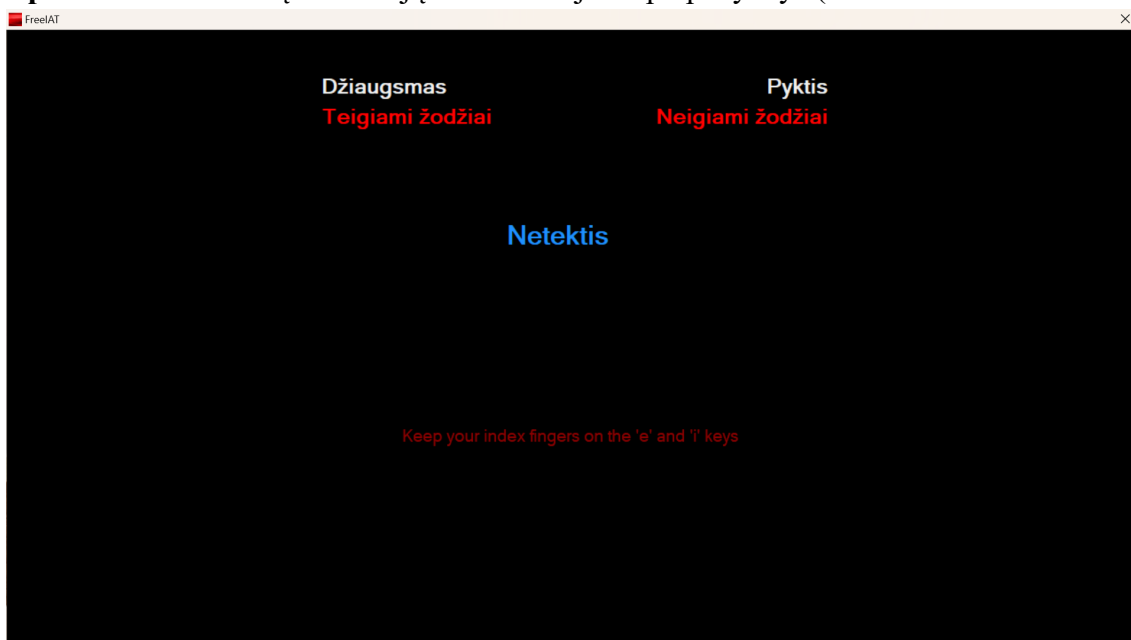 FreeIAT
Džiaugsmas Pyktis
Teigiami žodžiai Neigiami žodžiai
Netektis
Keep your index fingers on the 'e' and 'i' keys